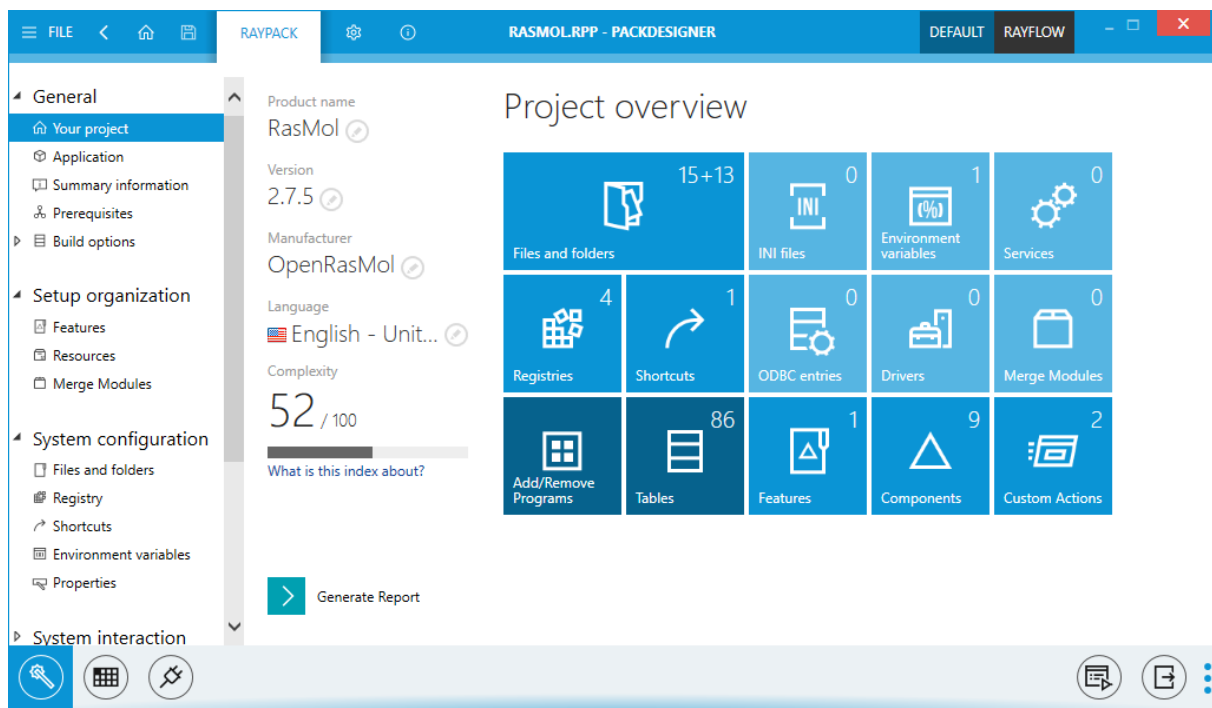 FILE
RAYPACK
RASMOL.RPP - PACKDESIGNER
DEFAULT
RAYFLOW
General
Your project
Application
Summary information
Prerequisites
Build options
Setup organization
Features
Resources
Merge Modules
System configuration
Files and folders
Registry
Shortcuts
Environment variables
Properties
System interaction
Product name
RasMol
Version
2.7.5
Manufacturer
OpenRasMol
Language
English - Unit...
Complexity
52 / 100
What is this index about?
Generate Report
Project overview
15+13
Files and folders
0
INI
INI files
1
(%)
Environment
variables
0
Services
4
Registries
1
Shortcuts
0
ODBC entries
0
Drivers
0
Merge Modules
Add/Remove
Programs
86
Tables
1
Features
9
Components
2
Custom Actions